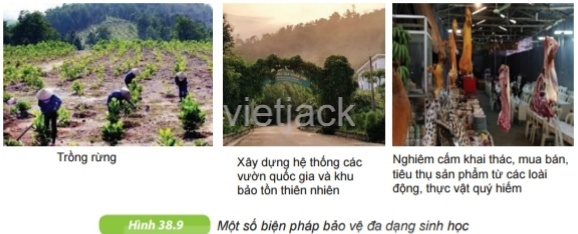 vietjack
Trồng rừng
Xây dựng hệ thống các
vườn quốc gia và khu
bảo tồn thiên nhiên
Nghiêm cấm khai thác, mua bán,
tiêu thụ sản phẩm từ các loài
động, thực vật quý hiếm
Hình 38.9 Một số biện pháp bảo vệ đa dạng sinh học